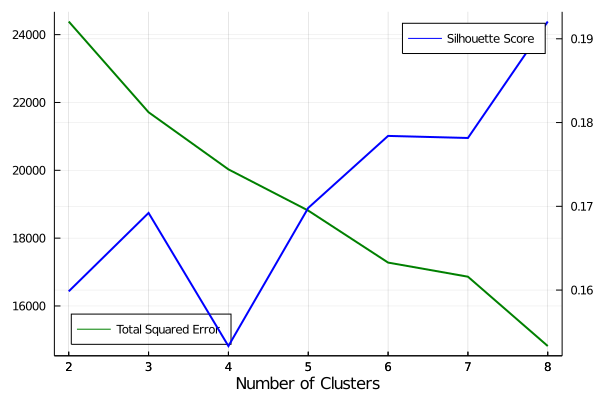 24000
22000
20000
18000
16000
0.19
0.18
0.17
0.16
Silhouette Score
Total Squared Error
2 3 4 5 6 7 8
Number of Clusters